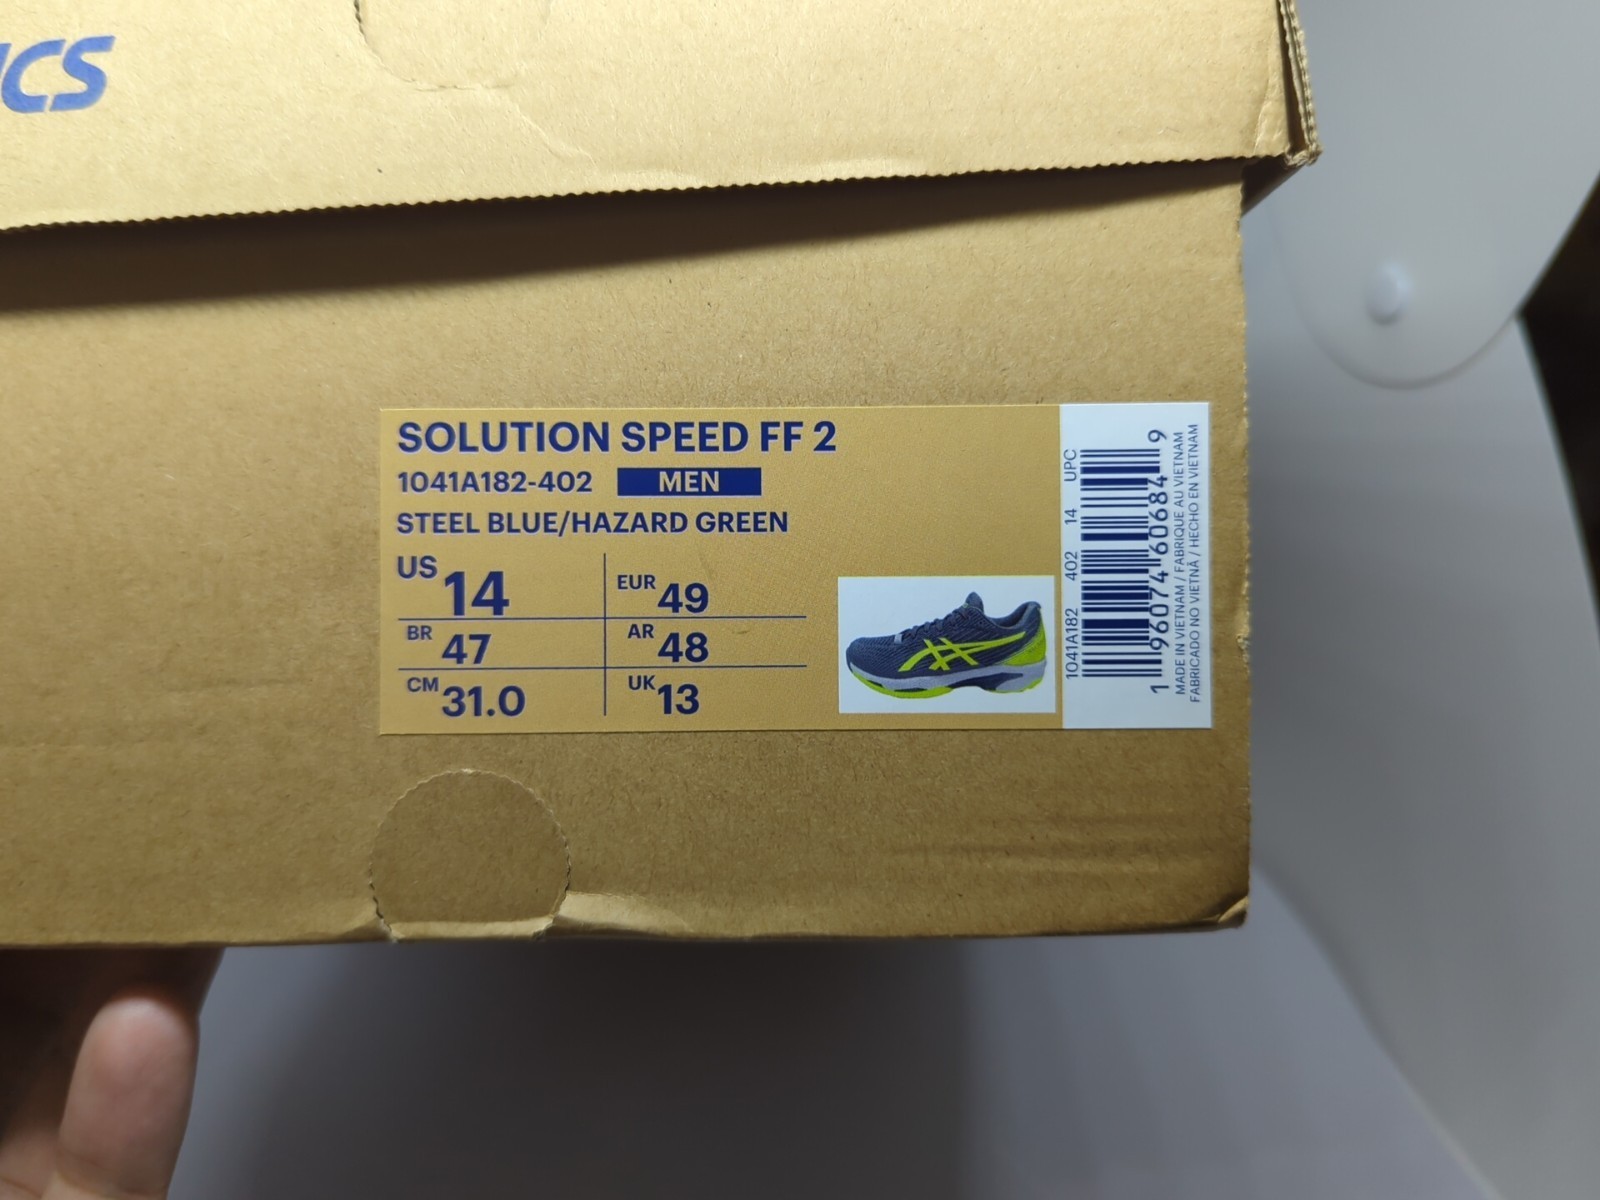 ICS
SOLUTION SPEED FF 2
1041A182-402 MEN
STEEL BLUE/HAZARD GREEN
US 14 EUR 49
BR 47 AR 48
CM 31.0 UK 13
1041A182 402 14 UPC
1 96074 60684 9
MADE IN VIETNAM / FABRIQUE AU VIETNAM
FABRICADO NO VIETNÃ / HECHO EN VIETNAM